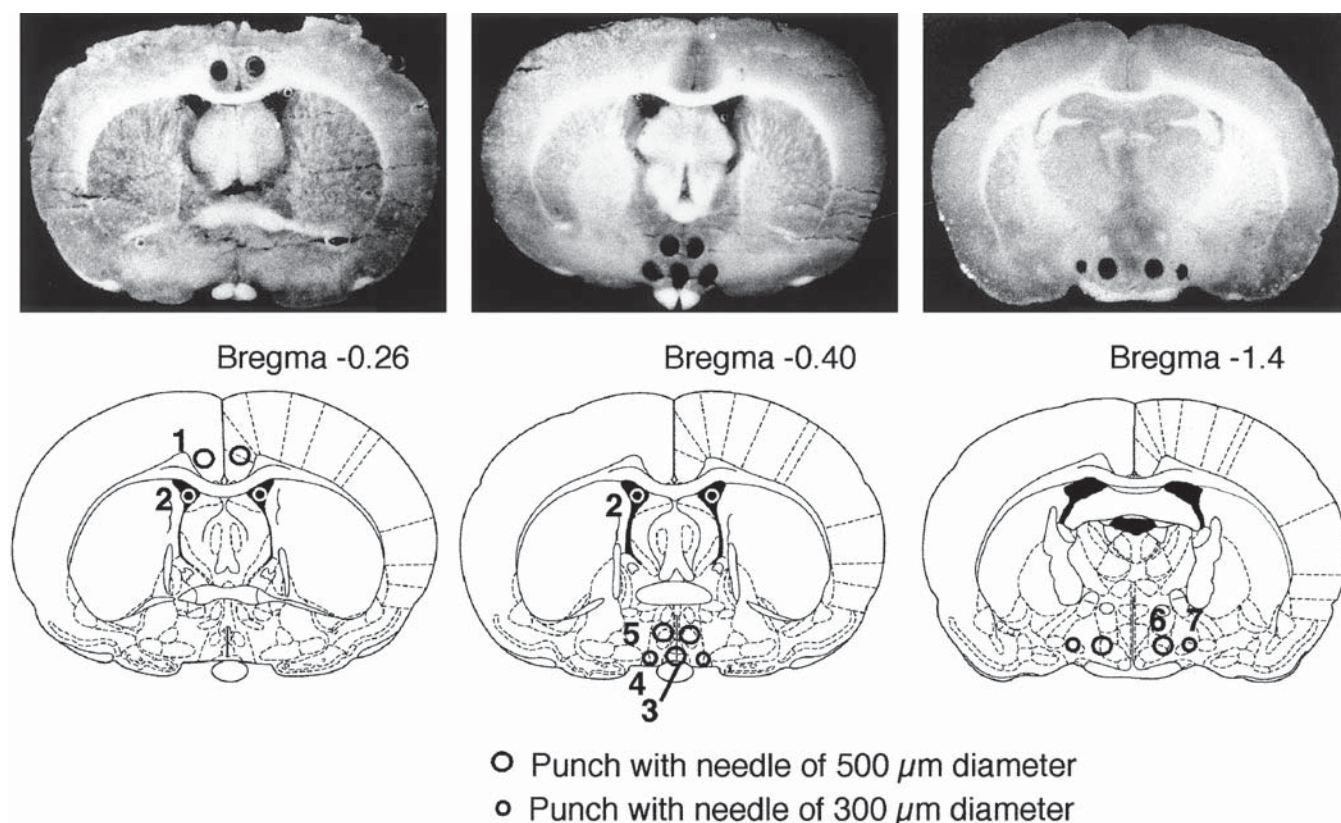 Bregma -0.26
Bregma -0.40
Bregma -1.4
1
2
2
5
4
3
6 7
Punch with needle of 500 µm diameter
Punch with needle of 300 µm diameter